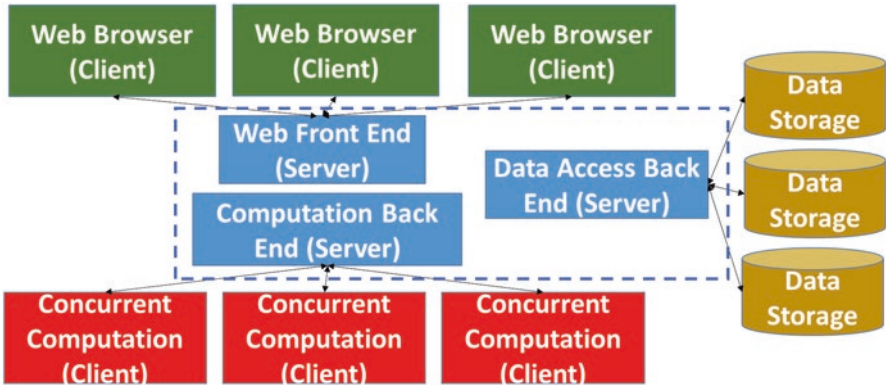 Web Browser
(Client)
Web Browser
(Client)
Web Browser
(Client)
Data
Storage
Web Front End
(Server)
Data Access Back
End (Server)
Data
Storage
Computation Back
End (Server)
Data
Storage
Concurrent
Computation
(Client)
Concurrent
Computation
(Client)
Concurrent
Computation
(Client)